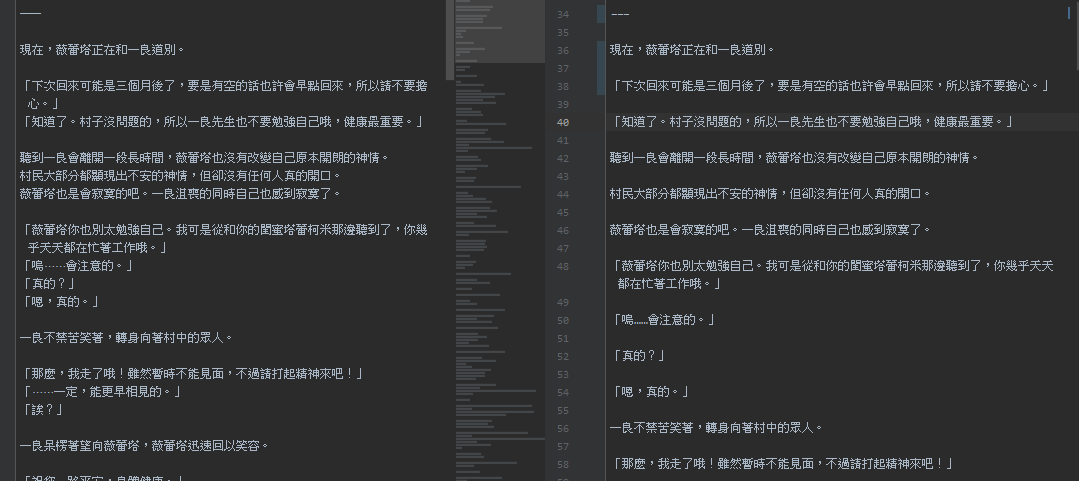 ——
現在，薇蕾塔正在和一良道別。
「下次回來可能是三個月後了，要是有空的話也許會早點回來，所以請不要擔
心。」
「知道了。村子沒問題的，所以一良先生也不要勉強自己哦，健康最重要。」
聽到一良會離開一段長時間，薇蕾塔也沒有改變自己原本開朗的神情。
村民大部分都顯現出不安的神情，但卻沒有任何人真的開口。
薇蕾塔也是會寂寞的吧。一良沮喪的同時自己也感到寂寞了。
「薇蕾塔你也別太勉強自己。我可是從和你的閨蜜塔蕾柯米那邊聽到了，你幾
乎天天都在忙著工作哦。」
「嗚……會注意的。」
「真的？」
「嗯，真的。」
一良不禁苦笑著，轉身向著村中的眾人。
「那麼，我走了哦！雖然暫時不能見面，不過請打起精神來吧！」
「……一定，能更早相見的。」
「誒？」
一良呆楞著望向薇蕾塔，薇蕾塔迅速回以笑容。
34 ---
35
36 現在，薇蕾塔正在和一良道別。
37
38 「下次回來可能是三個月後了，要是有空的話也許會早點回來，所以請不要擔心。」
39
40 「知道了。村子沒問題的，所以一良先生也不要勉強自己哦，健康最重要。」
41
42 聽到一良會離開一段長時間，薇蕾塔也沒有改變自己原本開朗的神情。
43
44 村民大部分都顯現出不安的神情，但卻沒有任何人真的開口。
45
46 薇蕾塔也是會寂寞的吧。一良沮喪的同時自己也感到寂寞了。
47
48 「薇蕾塔你也別太勉強自己。我可是從和你的閨蜜塔蕾柯米那邊聽到了，你幾乎天天
都在忙著工作哦。」
49
50 「嗚……會注意的。」
51
52 「真的？」
53
54 「嗯，真的。」
55
56 一良不禁苦笑著，轉身向著村中的眾人。
57
58 「那麼，我走了哦！雖然暫時不能見面，不過請打起精神來吧！」